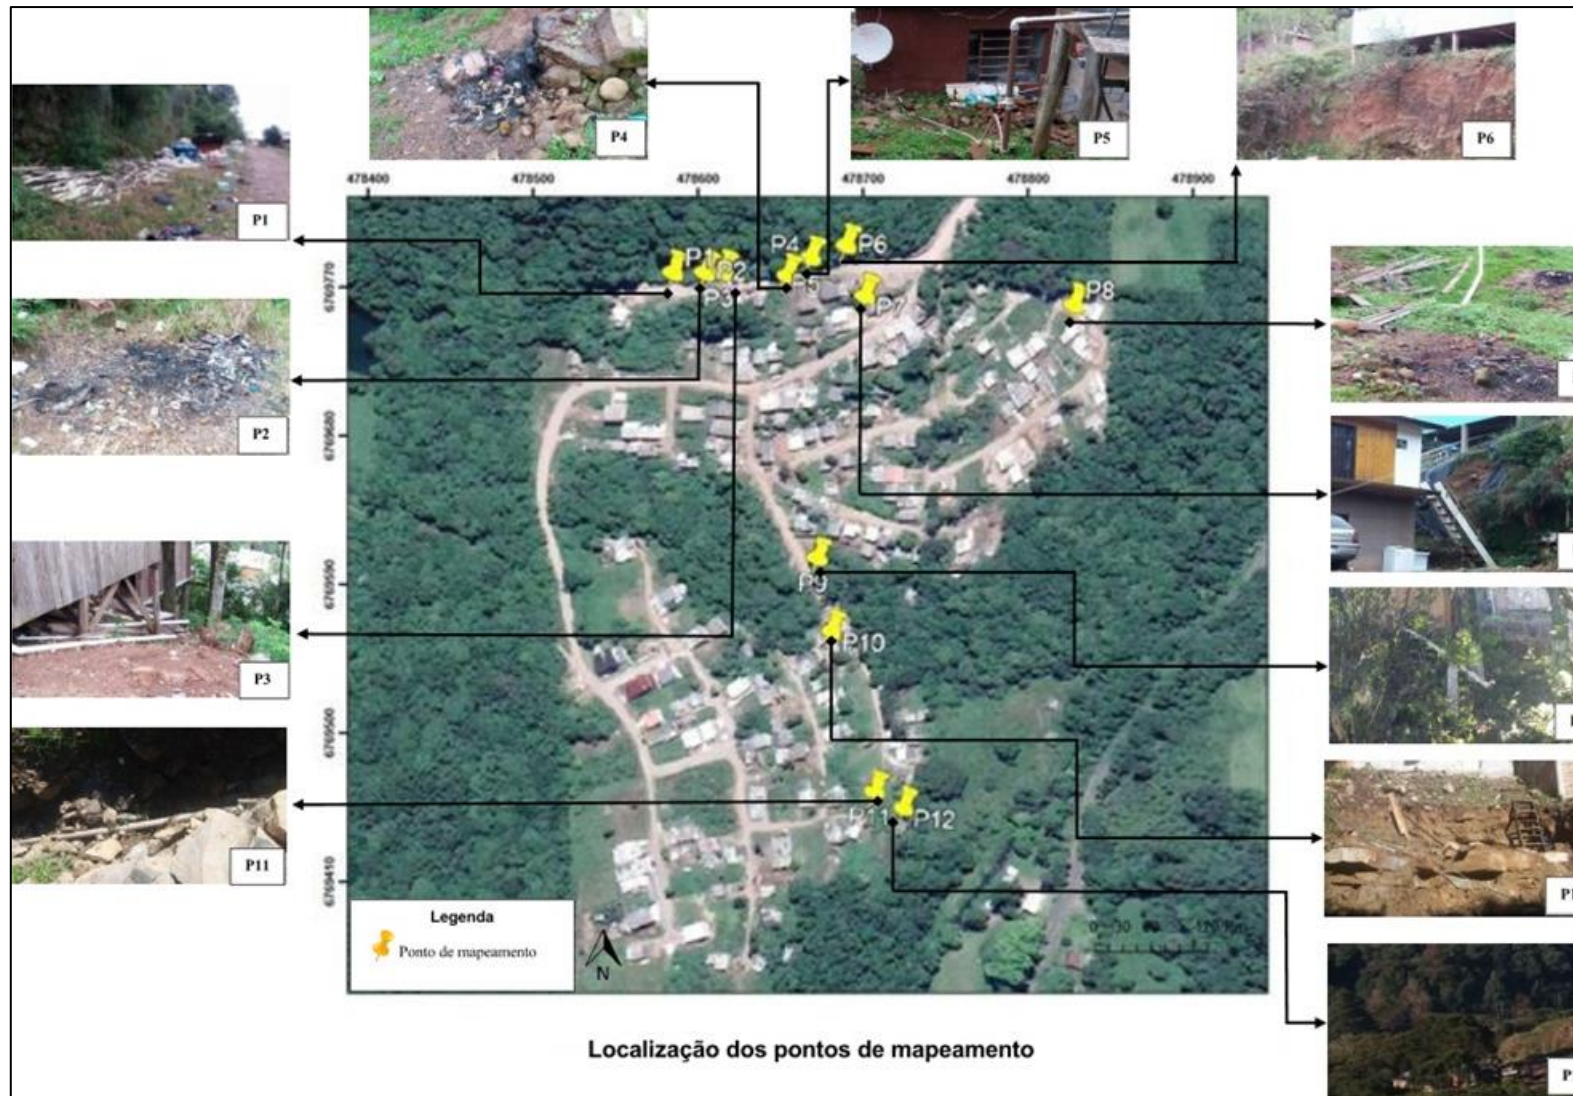 P4
P5
P6
P1
478400
478500
478600
478700
478800
478900
P1
P2
P3
P4
P5
P6
P7
P8
6769770
P2
6769680
6769590
P9
P10
P3
6769500
P11
P12
P11
6769410
Legenda
Ponto de mapeamento
N
Localização dos pontos de mapeamento